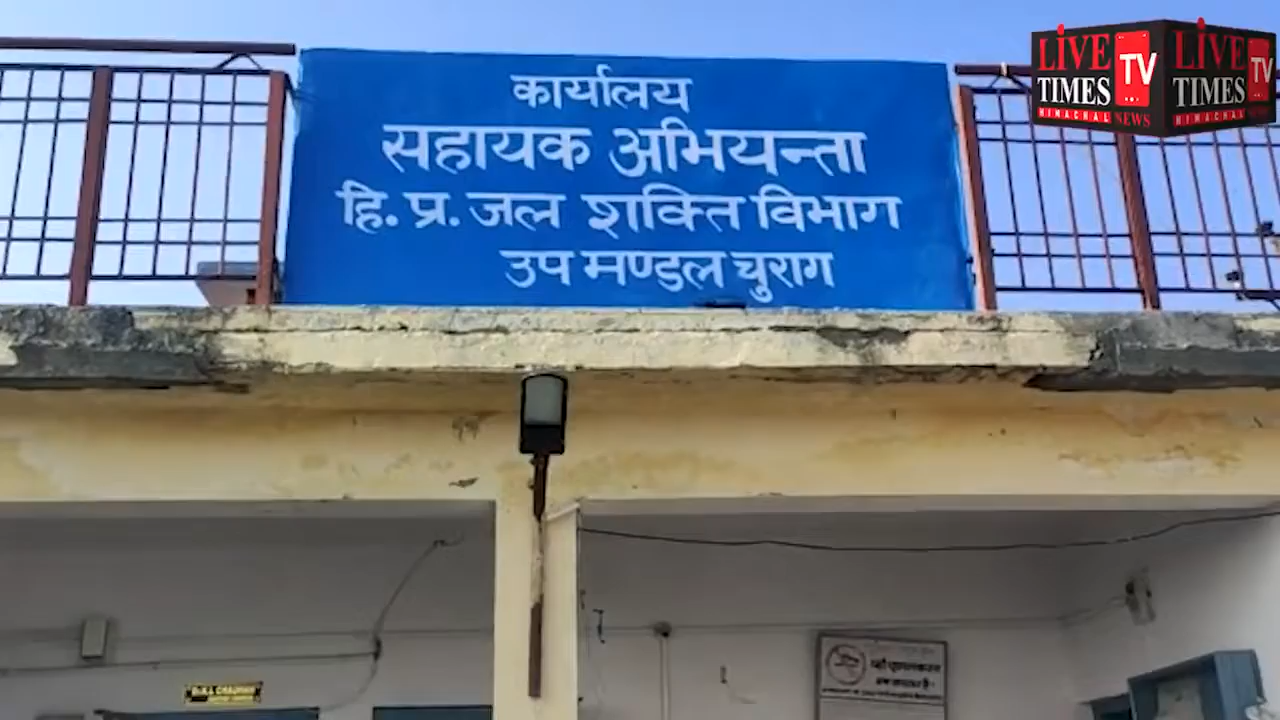 कार्यालय
सहायक अभियन्ता
हि. प्र. जल शक्ति विभाग
उप मण्डल चुराग
LIVE
TIMES
TV
HIMACHAL NEWS
LIVE
TIMES
TV
HIMACHAL NEWS